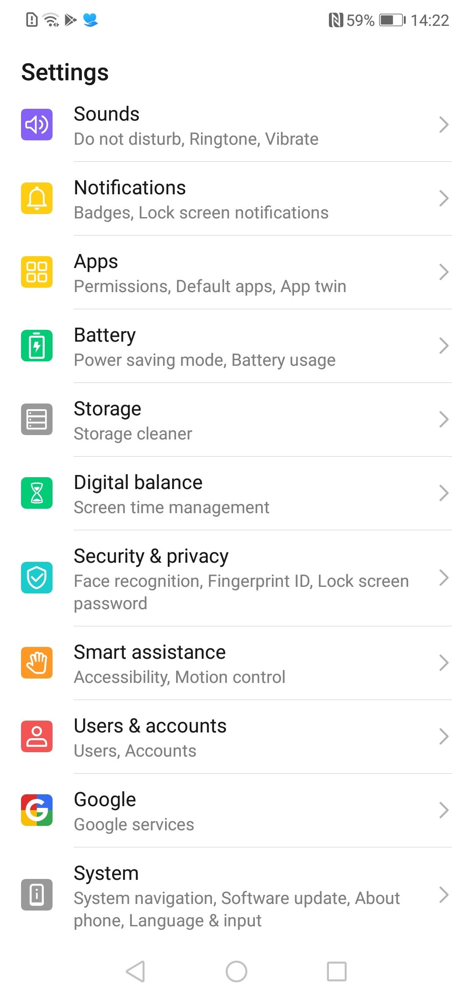 59% 14:22
Settings
Sounds
Do not disturb, Ringtone, Vibrate
Notifications
Badges, Lock screen notifications
Apps
Permissions, Default apps, App twin
Battery
Power saving mode, Battery usage
Storage
Storage cleaner
Digital balance
Screen time management
Security & privacy
Face recognition, Fingerprint ID, Lock screen
password
Smart assistance
Accessibility, Motion control
Users & accounts
Users, Accounts
Google
Google services
System
System navigation, Software update, About
phone, Language & input